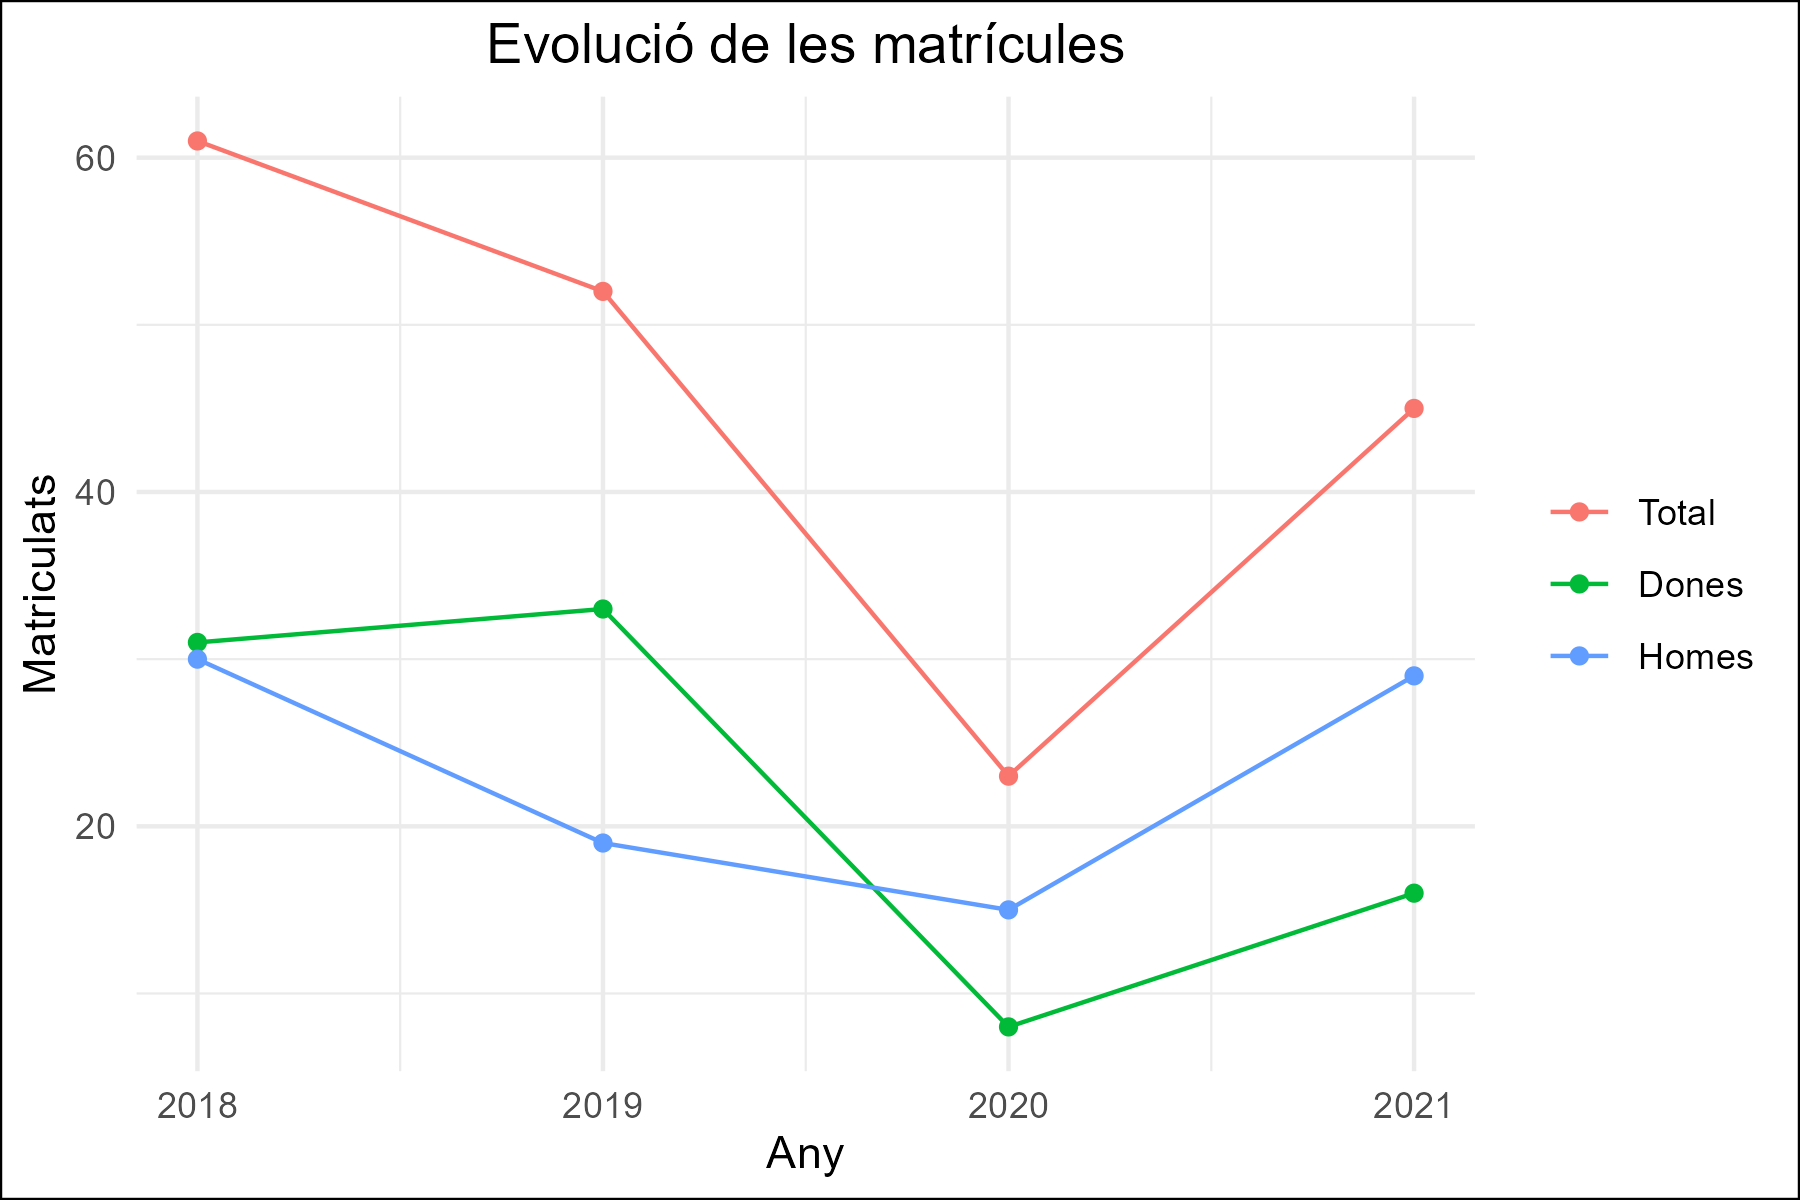 Evolució de les matrícules
60
40
20
Matriculats
2018
2019
2020
2021
Any
Total
Dones
Homes